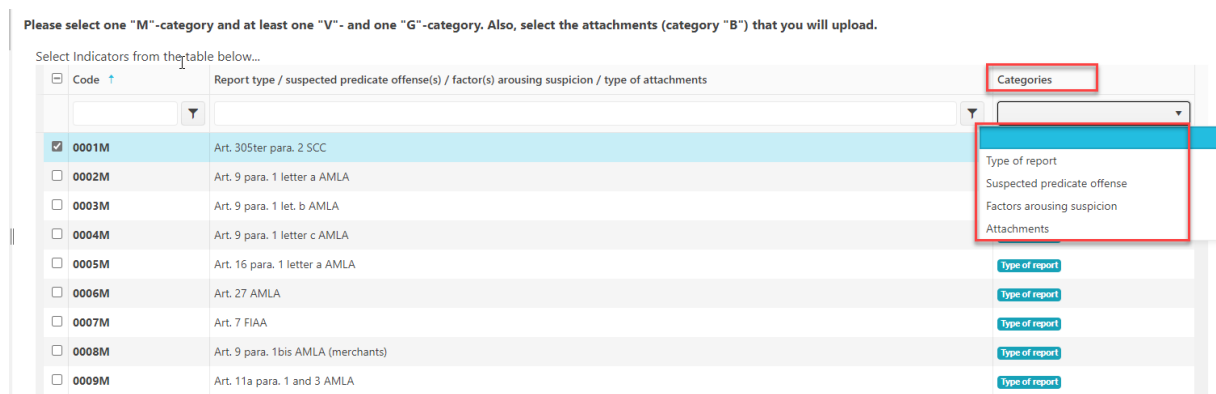 Please select one "M"-category and at least one "V"- and one "G"-category. Also, select the attachments (category "B") that you will upload.
Select Indicators from the table below...
Code ↑ Report type / suspected predicate offense(s) / factor(s) arousing suspicion / type of attachments Categories
0001M Art. 305ter para. 2 SCC
Type of report
0002M Art. 9 para. 1 letter a AMLA
Suspected predicate offense
0003M Art. 9 para. 1 let. b AMLA
Factors arousing suspicion
0004M Art. 9 para. 1 letter c AMLA
Attachments
0005M Art. 16 para. 1 letter a AMLA Type of report
0006M Art. 27 AMLA Type of report
0007M Art. 7 FIAA Type of report
0008M Art. 9 para. 1bis AMLA (merchants) Type of report
0009M Art. 11a para. 1 and 3 AMLA Type of report